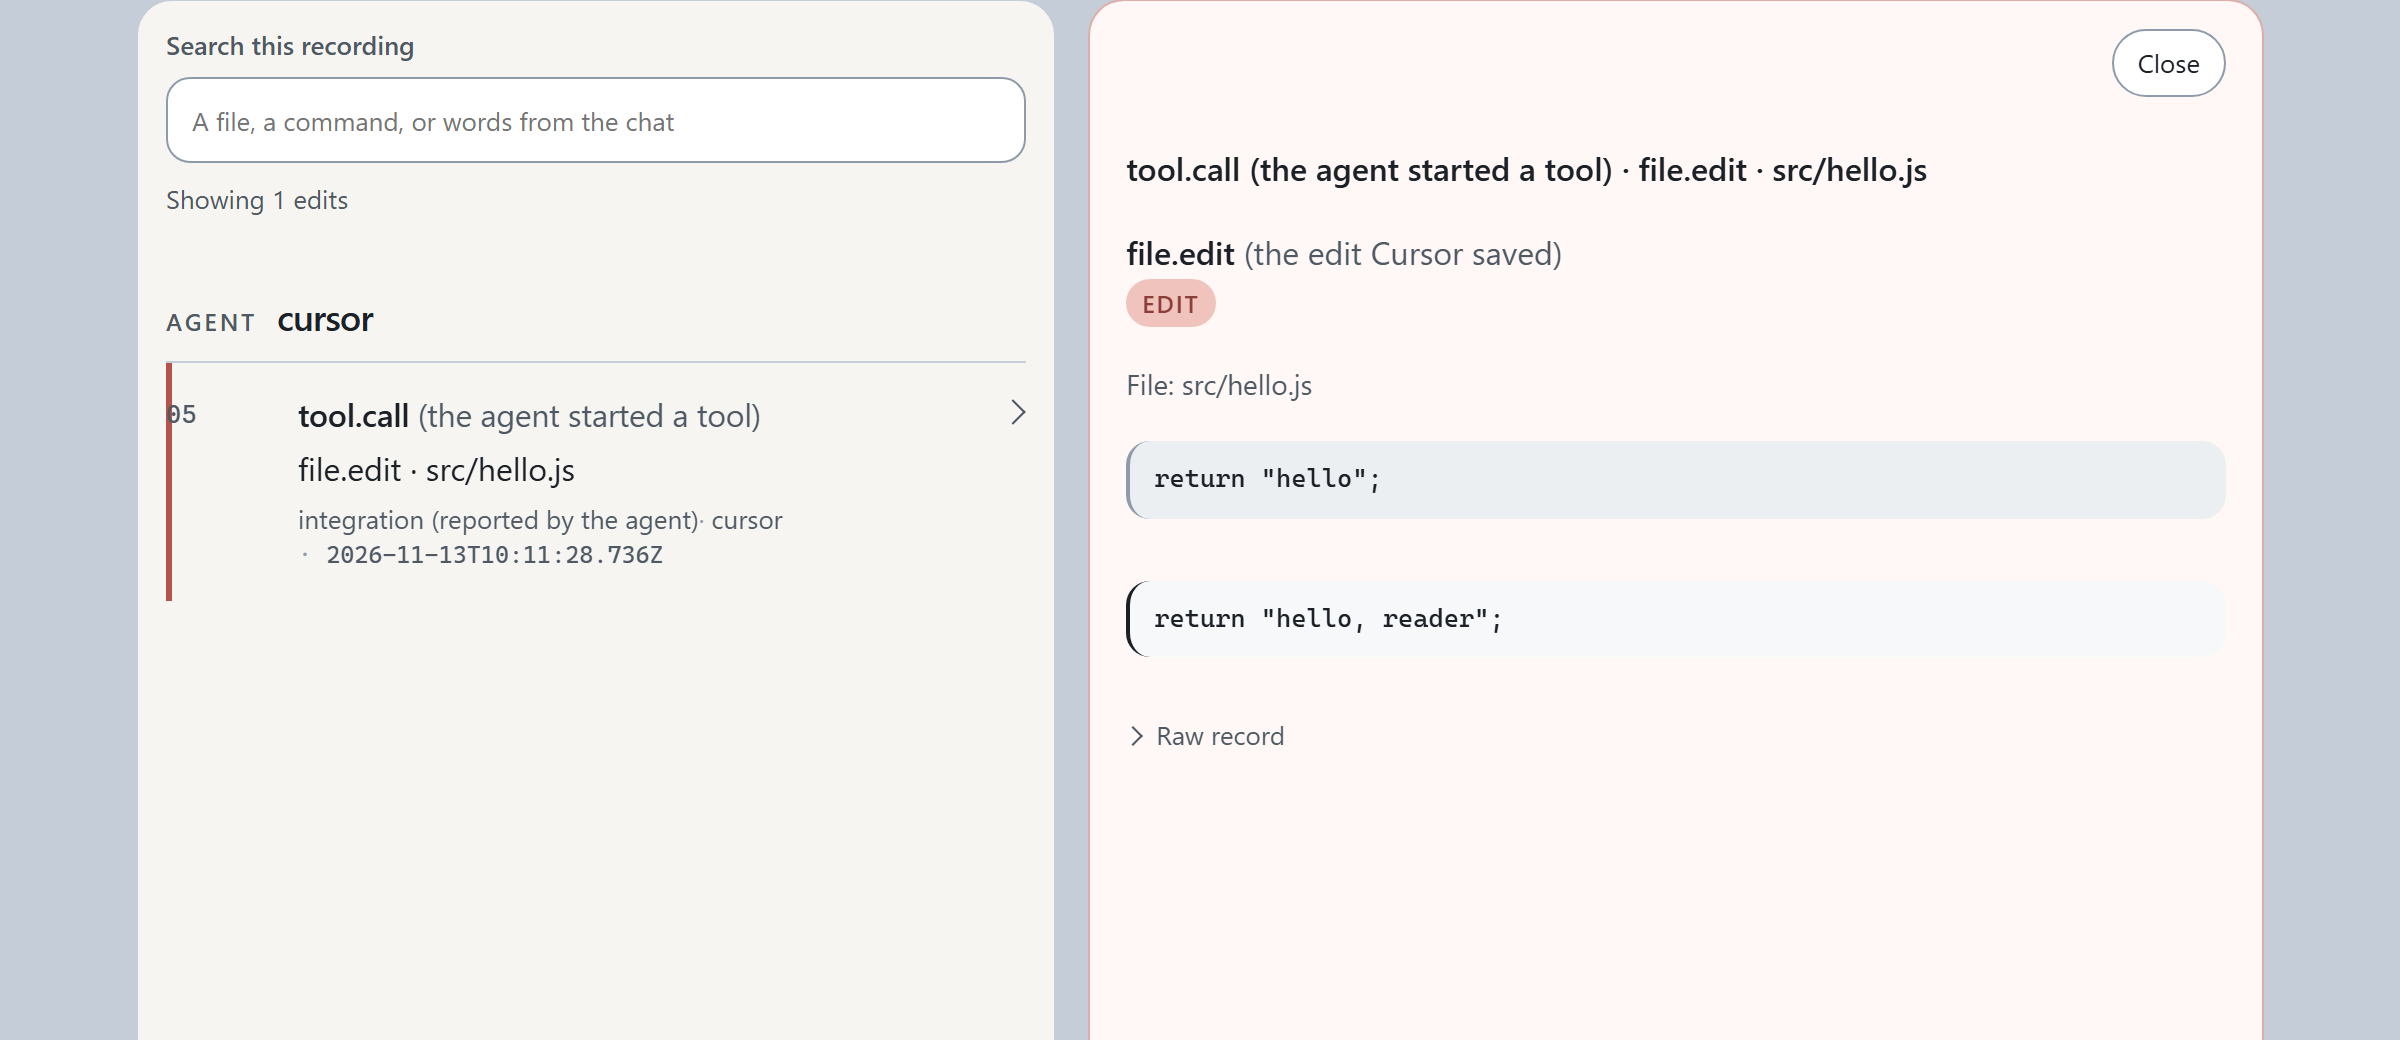 Search this recording
A file, a command, or words from the chat
Showing 1 edits
AGENT cursor
05 tool.call (the agent started a tool)
file.edit · src/hello.js
integration (reported by the agent)· cursor
· 2026-11-13T10:11:28.736Z
Close
tool.call (the agent started a tool) · file.edit · src/hello.js
file.edit (the edit Cursor saved)
EDIT
File: src/hello.js
return "hello";
return "hello, reader";
Raw record